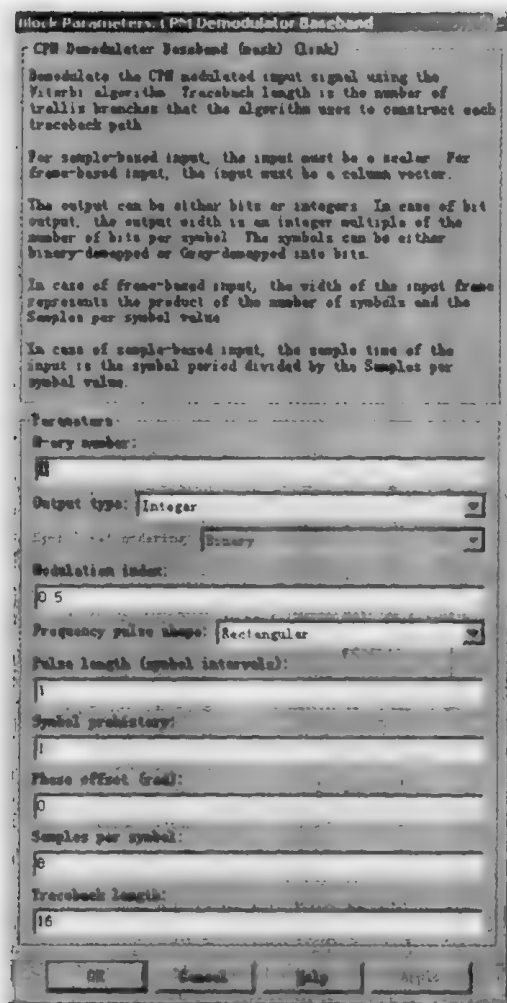 Block Parameters: CPM Demodulator Baseband
CPM Demodulator Baseband (mask) (link)
Demodulate the CPM modulated input signal using the
Viterbi algorithm. Traceback length is the number of
trellis branches that the algorithm uses to construct each
traceback path
For sample-based input, the input must be a scalar. For
frame-based input, the input must be a column vector.
The output can be either bits or integers. In case of bit
output, the output width is an integer multiple of the
number of bits per symbol. The symbols can be either
binary-demapped or Gray-demapped into bits.
In case of frame-based input, the width of the input frame
represents the product of the number of symbols and the
Samples per symbol value
In case of sample-based input, the sample time of the
input is the symbol period divided by the Samples per
symbol value.
Parameters
M-ary number:
Output type: Integer
Symbol set ordering: Binary
Modulation index:
0.5
Frequency pulse shape: Rectangular
Pulse length (symbol intervals):
1
Symbol prehistory:
1
Phase offset (rad):
0
Samples per symbol:
8
Traceback length:
16
OK Cancel Help Apply